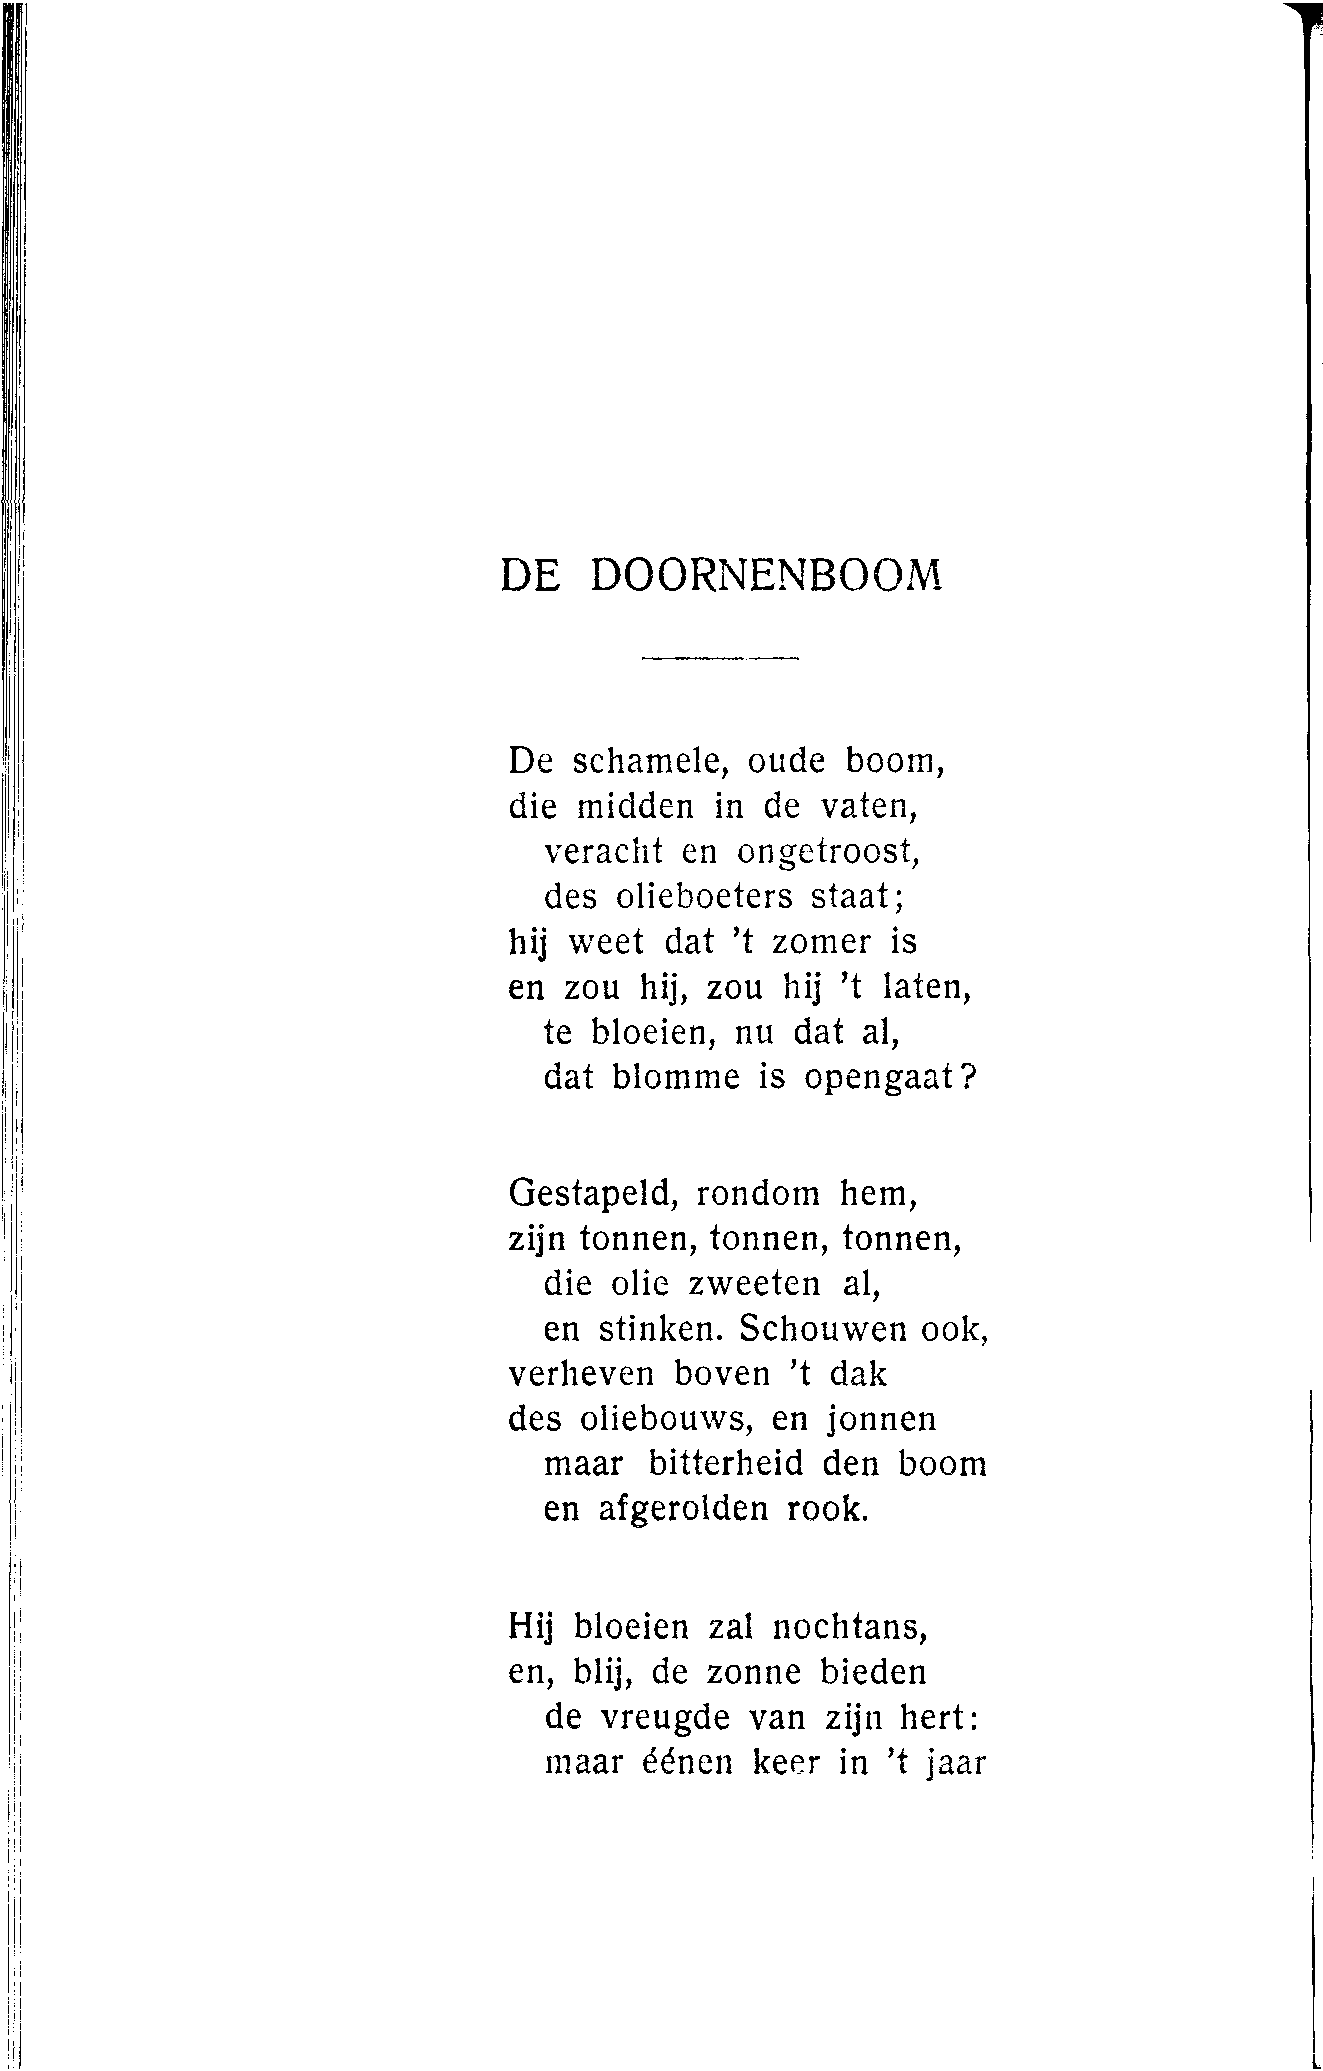 DE DOORNENBOOM
De schamele, oude boom,
die midden in de vaten,
veracht en ongetroost,
des olieboeters staat;
hij weet dat 't zomer is
en zou hij, zou hij 't laten,
te bloeien, nu dat al,
dat blomme is opengaat?
Gestapeld, rondom hem,
zijn tonnen, tonnen, tonnen,
die olie zweeten al,
en stinken. Schouwen ook,
verheven boven 't dak
des oliebouws, en jonnen
maar bitterheid den boom
en afgerolden rook.
Hij bloeien zal nochtans,
en, blij, de zonne bieden
de vreugde van zijn hert:
maar éénen keer in 't jaar